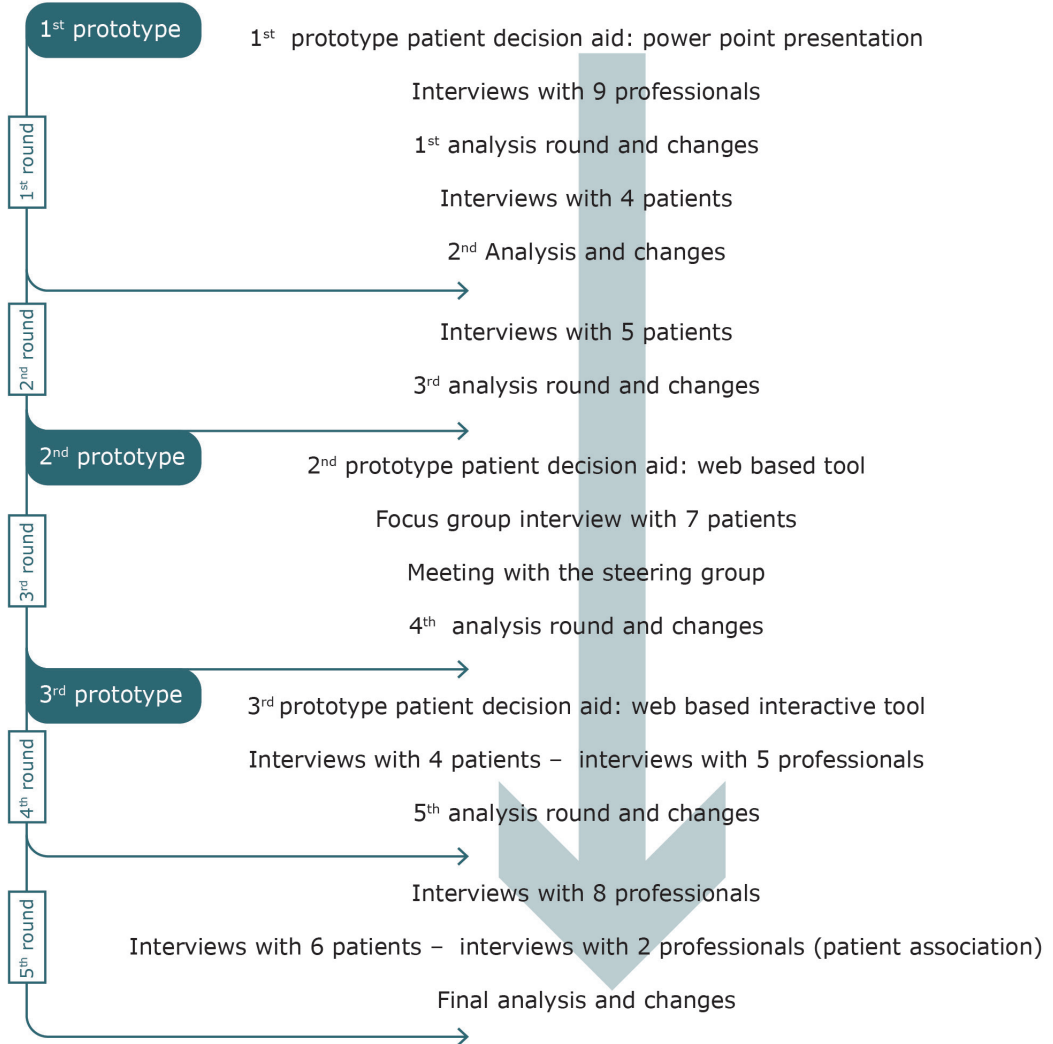 1st prototype
1st prototype patient decision aid: power point presentation
Interviews with 9 professionals
1st round
1st analysis round and changes
Interviews with 4 patients
2nd Analysis and changes
2nd round
Interviews with 5 patients
3rd analysis round and changes
2nd prototype
2nd prototype patient decision aid: web based tool
3rd round
Focus group interview with 7 patients
Meeting with the steering group
4th analysis round and changes
3rd prototype
3rd prototype patient decision aid: web based interactive tool
4th round
Interviews with 4 patients – interviews with 5 professionals
5th analysis round and changes
5th round
Interviews with 8 professionals
Interviews with 6 patients – interviews with 2 professionals (patient association)
Final analysis and changes